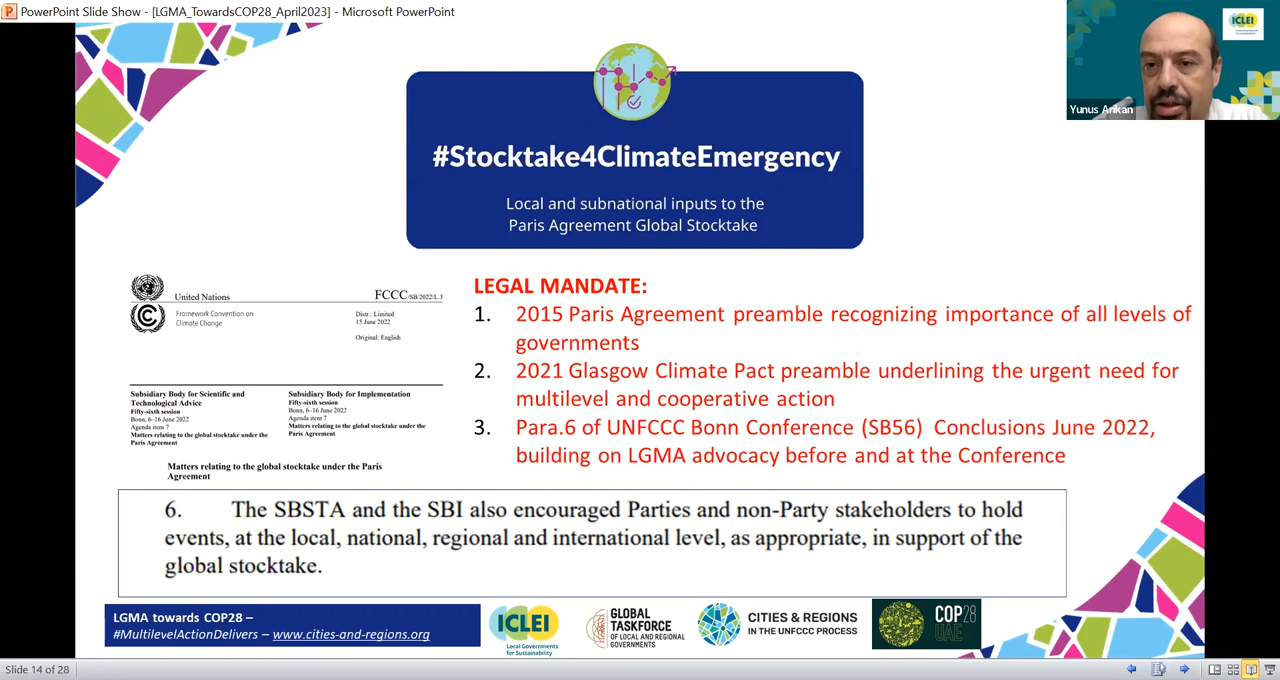 PowerPoint Slide Show - [LGMA_TowardsCOP28_April2023] - Microsoft PowerPoint
ICLEI
Local Governments
for Sustainability
Yunus Arikan
#Stocktake4ClimateEmergency
Local and subnational inputs to the
Paris Agreement Global Stocktake
United Nations
FCCC/SB/2022/L.3
Framework Convention on
Climate Change
Distr.: Limited
15 June 2022
Original: English
Subsidiary Body for Scientific and
Technological Advice
Fifty-sixth session
Bonn, 6–16 June 2022
Agenda item 7
Matters relating to the global stocktake under the
Paris Agreement
Subsidiary Body for Implementation
Fifty-sixth session
Bonn, 6–16 June 2022
Agenda item 7
Matters relating to the global stocktake under the
Paris Agreement
Matters relating to the global stocktake under the Paris
Agreement
LEGAL MANDATE:
1. 2015 Paris Agreement preamble recognizing importance of all levels of
governments
2. 2021 Glasgow Climate Pact preamble underlining the urgent need for
multilevel and cooperative action
3. Para.6 of UNFCCC Bonn Conference (SB56) Conclusions June 2022,
building on LGMA advocacy before and at the Conference
6. The SBSTA and the SBI also encouraged Parties and non-Party stakeholders to hold
events, at the local, national, regional and international level, as appropriate, in support of the
global stocktake.
LGMA towards COP28 –
#MultilevelActionDelivers – www.cities-and-regions.org
ICLEI
Local Governments
for Sustainability
GLOBAL
TASKFORCE
OF LOCAL AND REGIONAL
GOVERNMENTS
CITIES & REGIONS
IN THE UNFCCC PROCESS
COP28
UAE
Slide 14 of 28